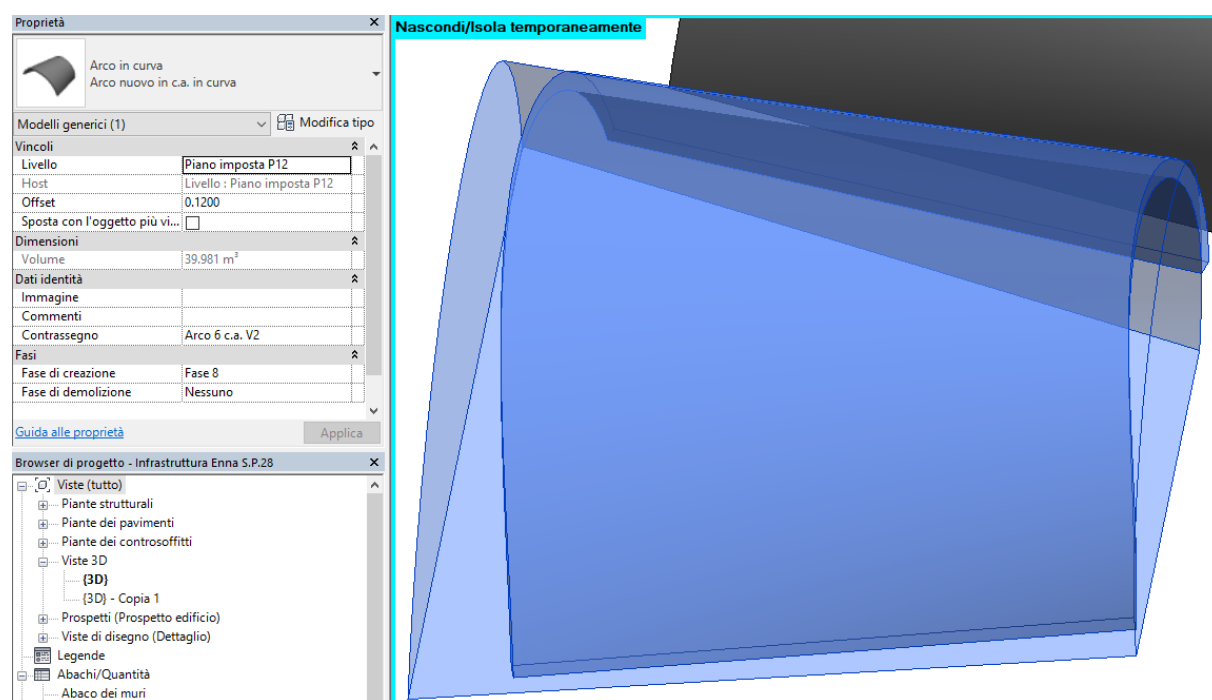 Proprietà
Nascondi/Isola temporaneamente
Arco in curva
Arco nuovo in c.a. in curva
Modelli generici (1)
Modifica tipo
Vincoli
Livello Piano imposta P12
Host Livello : Piano imposta P12
Offset 0.1200
Sposta con l'oggetto più vi...
Dimensioni
Volume 39.981 m³
Dati identità
Immagine
Commenti
Contrassegno Arco 6 c.a. V2
Fasi
Fase di creazione Fase 8
Fase di demolizione Nessuno
Guida alle proprietà
Applica
Browser di progetto - Infrastruttura Enna S.P.28
Viste (tutto)
Piante strutturali
Piante dei pavimenti
Piante dei controsoffitti
Viste 3D
{3D}
{3D} - Copia 1
Prospetti (Prospetto edificio)
Viste di disegno (Dettaglio)
Legende
Abachi/Quantità
Abaco dei muri